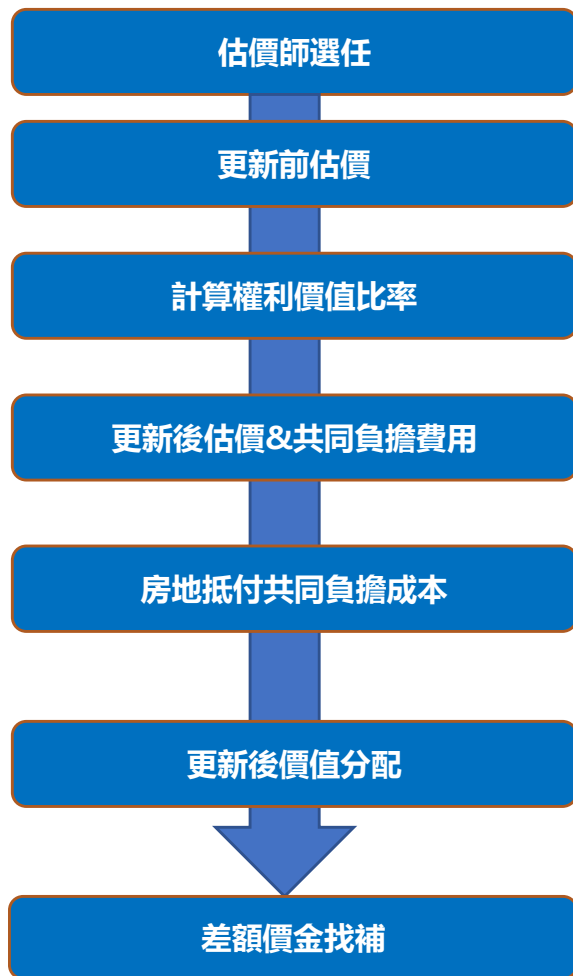 估價師選任
更新前估價
計算權利價值比率
更新後估價&共同負擔費用
房地抵付共同負擔成本
更新後價值分配
差額價金找補